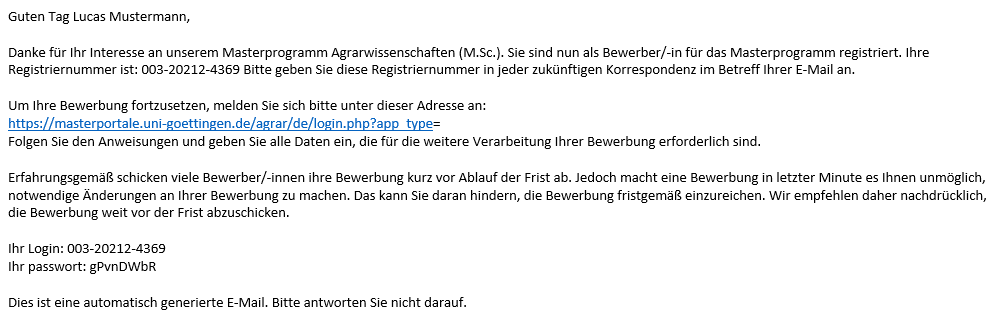 Guten Tag Lucas Mustermann,
Danke für Ihr Interesse an unserem Masterprogramm Agrarwissenschaften (M.Sc.). Sie sind nun als Bewerber/-in für das Masterprogramm registriert. Ihre
Registriernummer ist: 003-20212-4369 Bitte geben Sie diese Registriernummer in jeder zukünftigen Korrespondenz im Betreff Ihrer E-Mail an.
Um Ihre Bewerbung fortzusetzen, melden Sie sich bitte unter dieser Adresse an:
https://masterportale.uni-goettingen.de/agrar/de/login.php?app_type=
Folgen Sie den Anweisungen und geben Sie alle Daten ein, die für die weitere Verarbeitung Ihrer Bewerbung erforderlich sind.
Erfahrungsgemäß schicken viele Bewerber/-innen ihre Bewerbung kurz vor Ablauf der Frist ab. Jedoch macht eine Bewerbung in letzter Minute es Ihnen unmöglich,
notwendige Änderungen an Ihrer Bewerbung zu machen. Das kann Sie daran hindern, die Bewerbung fristgemäß einzureichen. Wir empfehlen daher nachdrücklich,
die Bewerbung weit vor der Frist abzuschicken.
Ihr Login: 003-20212-4369
Ihr passwort: gPvnDWbR
Dies ist eine automatisch generierte E-Mail. Bitte antworten Sie nicht darauf.